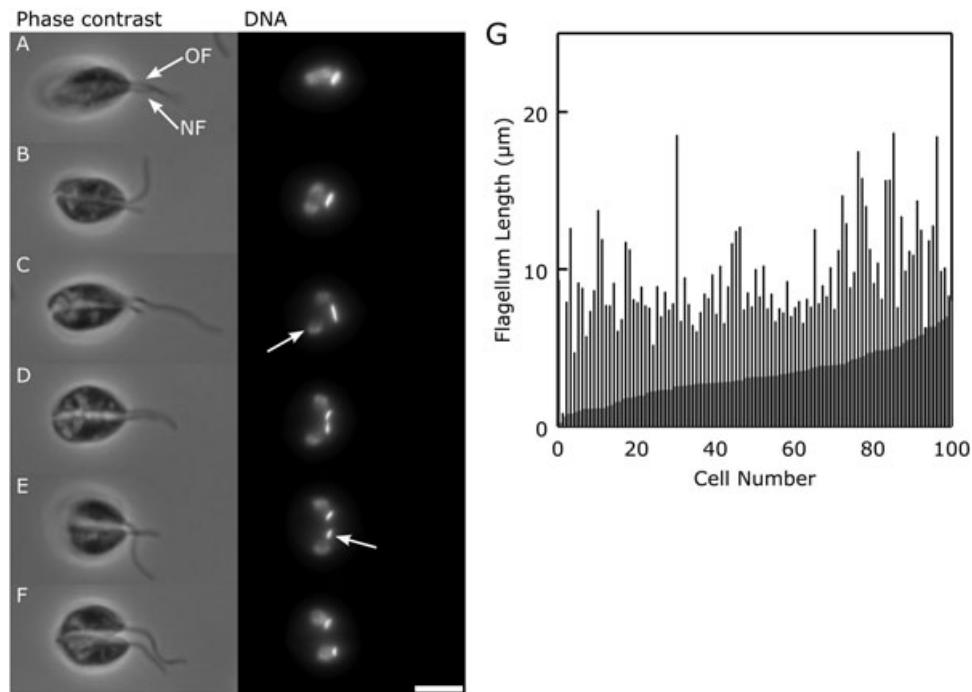 Phase contrast DNA
A
OF
NF
B
C
D
E
F
G
Flagellum Length (μm)
20
10
0
0 20 40 60 80 100
Cell Number